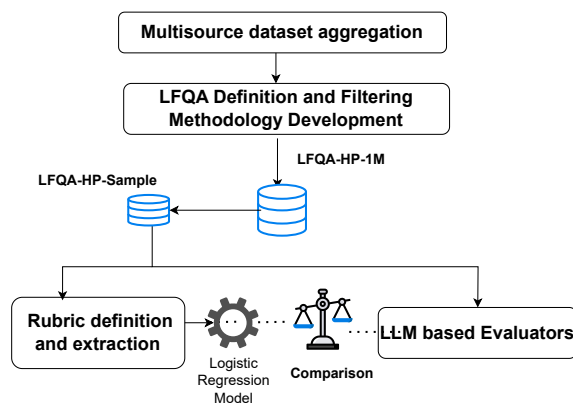 Multisource dataset aggregation
LFQA Definition and Filtering
Methodology Development
LFQA-HP-1M
LFQA-HP-Sample
Rubric definition
and extraction
Logistic
Regression
Model
Comparison
LLM based Evaluators